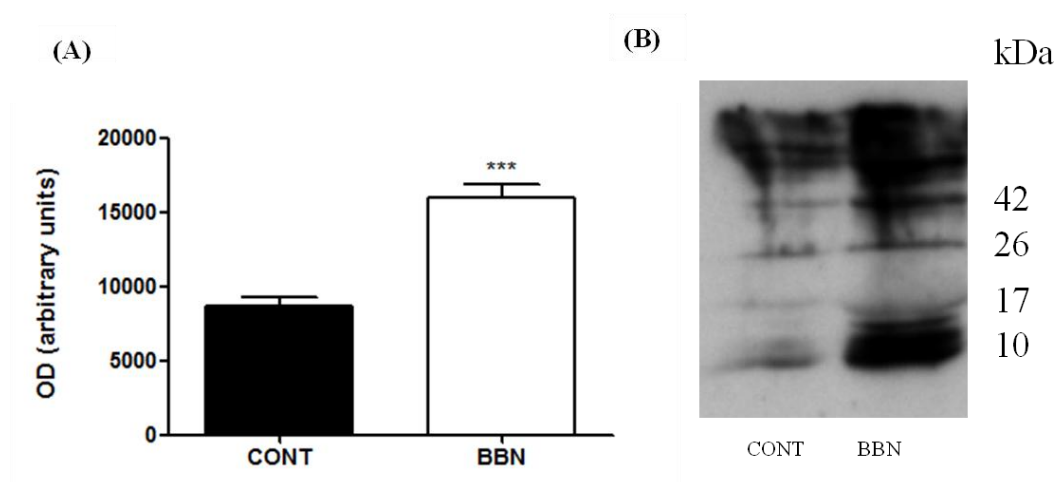 (A)
20000
15000
10000
5000
0
OD (arbitrary units)
***
CONT
BBN
(B)
kDa
42
26
17
10
CONT
BBN